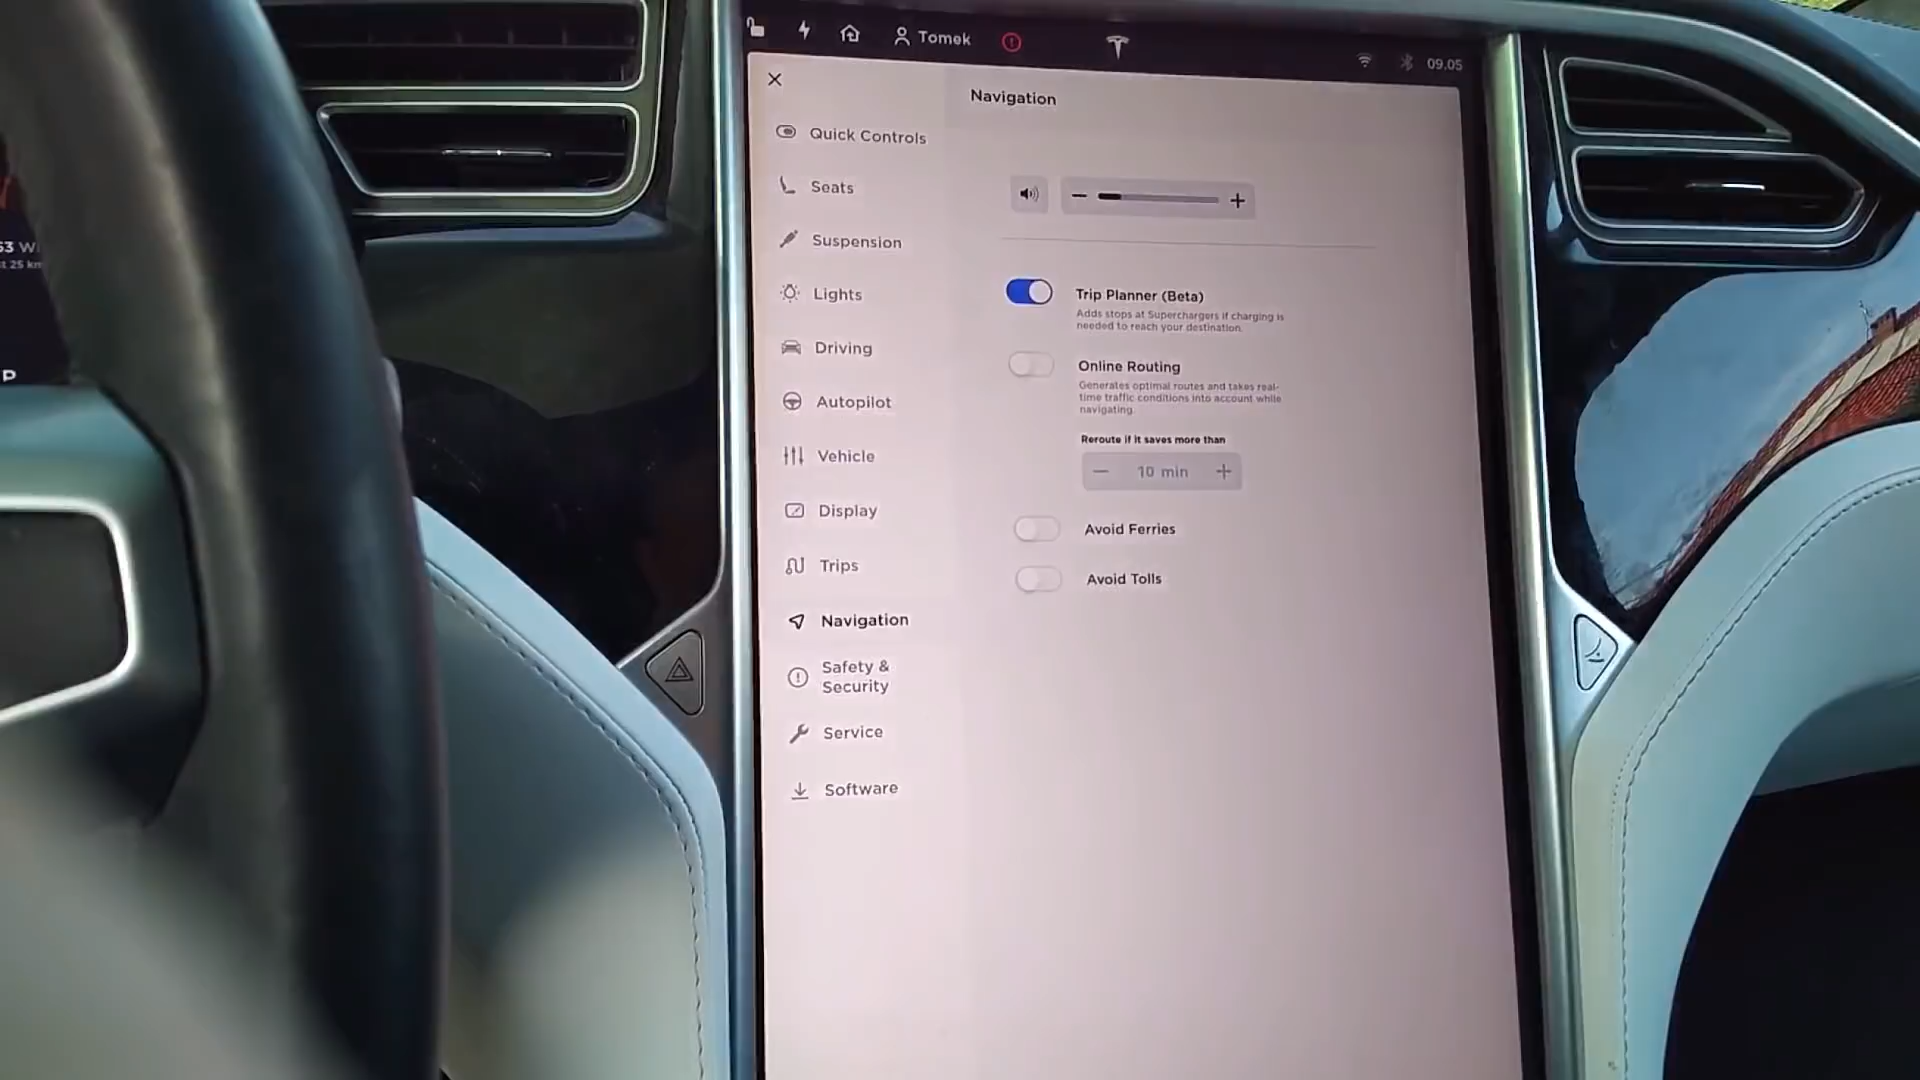 Tomek
09.05
Navigation
Quick Controls
Seats
Suspension
Lights
Driving
Autopilot
Vehicle
Display
Trips
Navigation
Safety &
Security
Service
Software
Trip Planner (Beta)
Adds stops at Superchargers if charging is
needed to reach your destination.
Online Routing
Generates optimal routes and takes real-
time traffic conditions into account while
navigating.
Reroute if it saves more than
− 10 min +
Avoid Ferries
Avoid Tolls
25 km
P